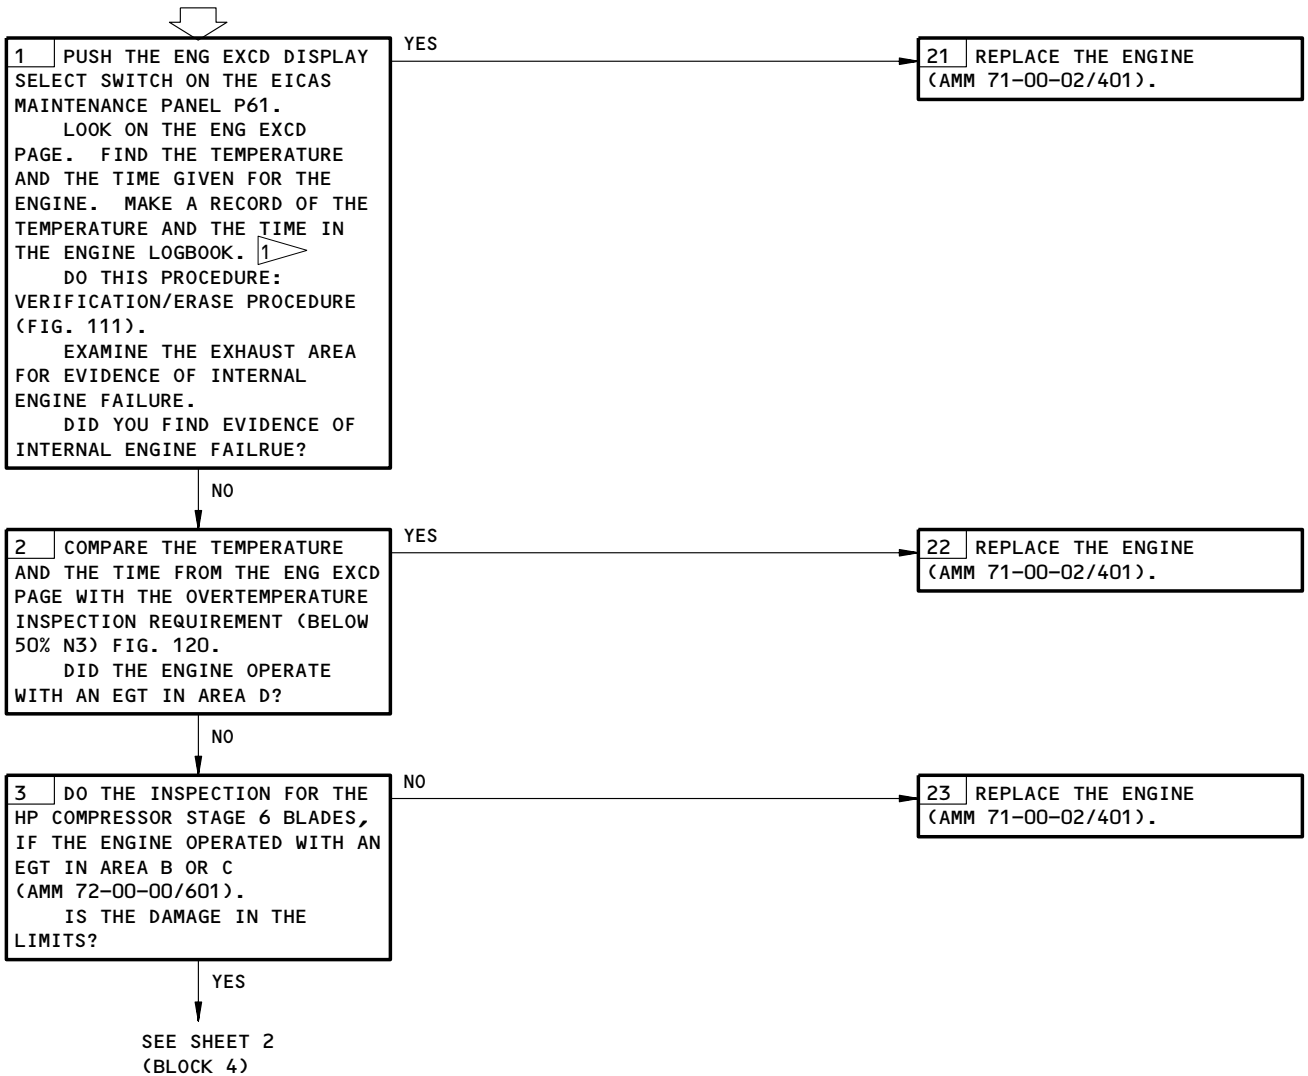 1 PUSH THE ENG EXCD DISPLAY
SELECT SWITCH ON THE EICAS
MAINTENANCE PANEL P61.
LOOK ON THE ENG EXCD
PAGE. FIND THE TEMPERATURE
AND THE TIME GIVEN FOR THE
ENGINE. MAKE A RECORD OF THE
TEMPERATURE AND THE TIME IN
THE ENGINE LOGBOOK. 1
DO THIS PROCEDURE:
VERIFICATION/ERASE PROCEDURE
(FIG. 111).
EXAMINE THE EXHAUST AREA
FOR EVIDENCE OF INTERNAL
ENGINE FAILURE.
DID YOU FIND EVIDENCE OF
INTERNAL ENGINE FAILRUE?
YES
21 REPLACE THE ENGINE
(AMM 71-00-02/401).
NO
2 COMPARE THE TEMPERATURE
AND THE TIME FROM THE ENG EXCD
PAGE WITH THE OVERTEMPERATURE
INSPECTION REQUIREMENT (BELOW
50% N3) FIG. 120.
DID THE ENGINE OPERATE
WITH AN EGT IN AREA D?
YES
22 REPLACE THE ENGINE
(AMM 71-00-02/401).
NO
3 DO THE INSPECTION FOR THE
HP COMPRESSOR STAGE 6 BLADES,
IF THE ENGINE OPERATED WITH AN
EGT IN AREA B OR C
(AMM 72-00-00/601).
IS THE DAMAGE IN THE
LIMITS?
NO
23 REPLACE THE ENGINE
(AMM 71-00-02/401).
YES
SEE SHEET 2
(BLOCK 4)